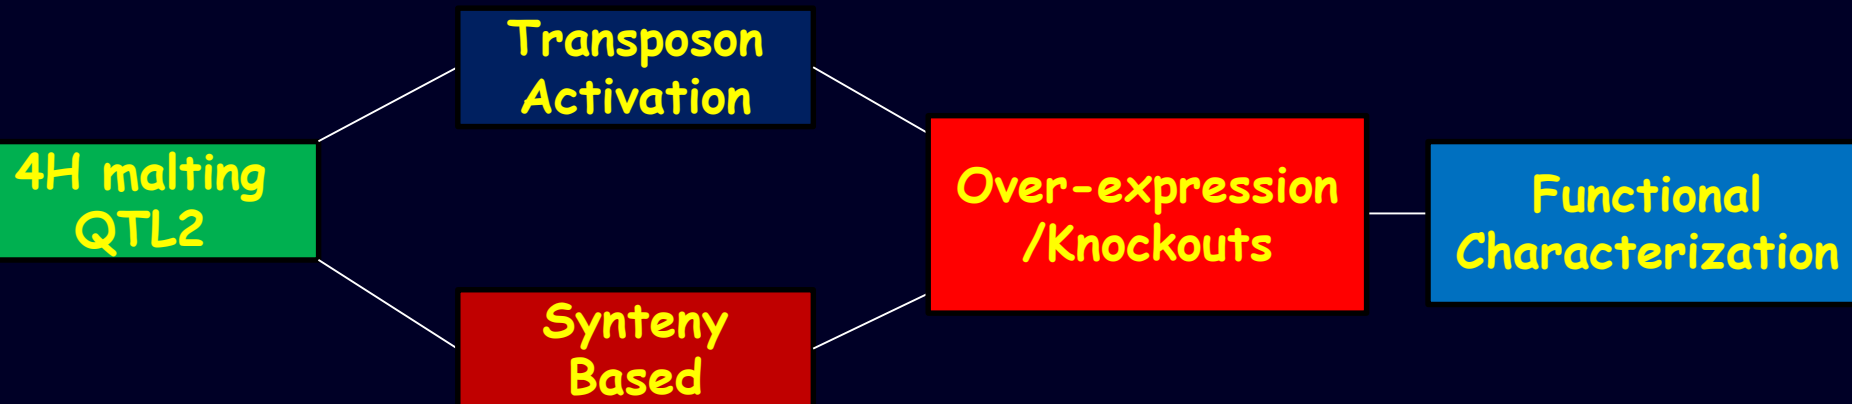 Transposon
Activation
4H malting
QTL2
Over-expression
/Knockouts
Functional
Characterization
Synteny
Based